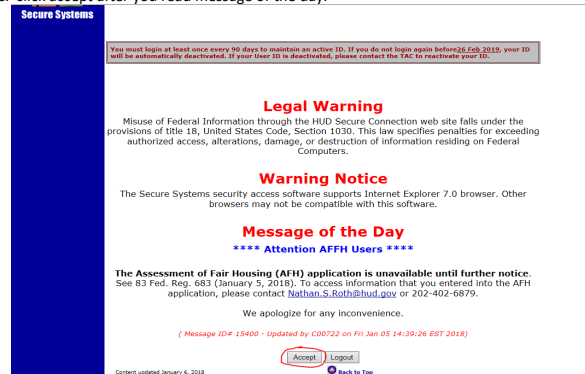 click accept after you read message of the day.
Secure Systems
You must login at least once every 90 days to maintain an active ID. If you do not login again before26 Feb 2019, your ID
will be automatically deactivated. If your User ID is deactivated, please contact the TAC to reactivate your ID.
Legal Warning
Misuse of Federal Information through the HUD Secure Connection web site falls under the
provisions of title 18, United States Code, Section 1030. This law specifies penalties for exceeding
authorized access, alterations, damage, or destruction of information residing on Federal
Computers.
Warning Notice
The Secure Systems security access software supports Internet Explorer 7.0 browser. Other
browsers may not be compatible with this software.
Message of the Day
**** Attention AFFH Users ****
The Assessment of Fair Housing (AFH) application is unavailable until further notice.
See 83 Fed. Reg. 683 (January 5, 2018). To access information that you entered into the AFH
application, please contact Nathan.S.Roth@hud.gov or 202-402-6879.
We apologize for any inconvenience.
( Message ID# 15400 - Updated by C00722 on Fri Jan 05 14:39:26 EST 2018)
Accept Logout
Content updated January 6, 2018 Back to Top